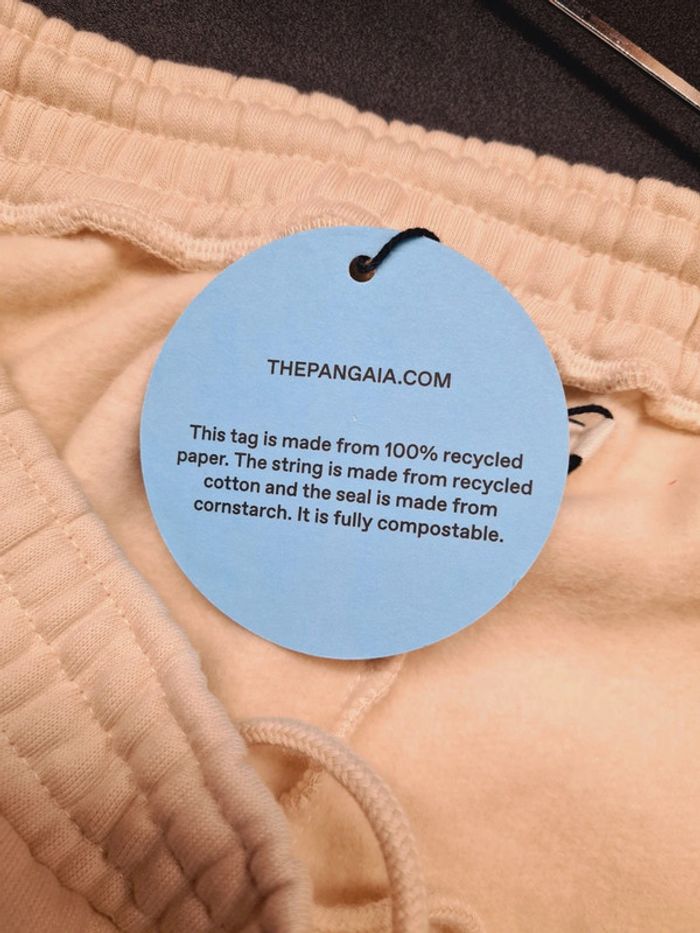 THEPANGAIA.COM
This tag is made from 100% recycled
paper. The string is made from recycled
cotton and the seal is made from
cornstarch. It is fully compostable.